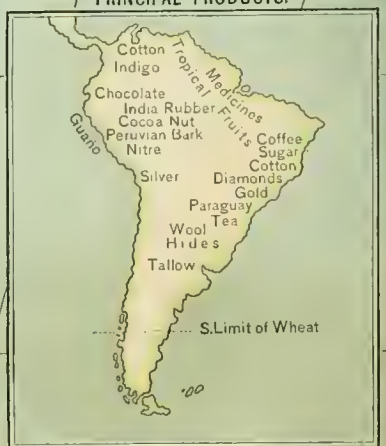 PRINCIPAL PRODUCTS.
Cotton
Indigo
Medicines
Tropical Fruits
Chocolate
India Rubber
Cocoa Nut
Peruvian Bark
Nitre
Guano
Coffee
Sugar
Cotton
Silver
Diamonds
Gold
Paraguay
Tea
Wool
Hides
Tallow
S. Limit of Wheat